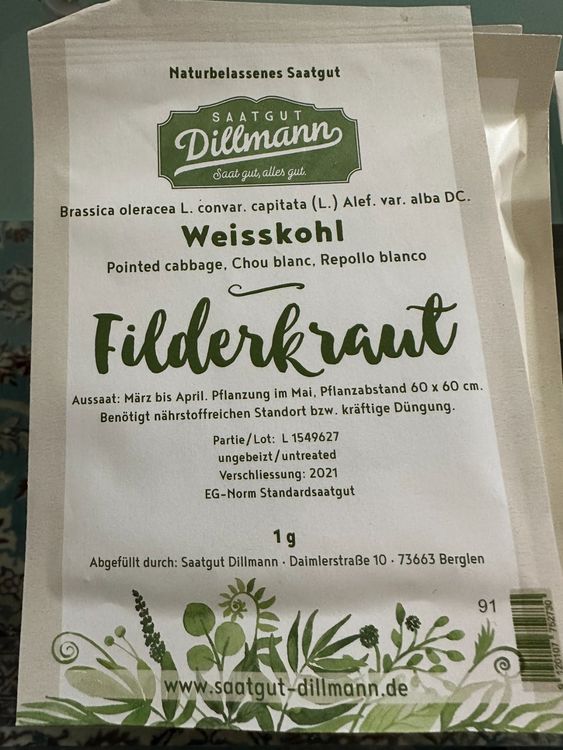 Naturbelassenes Saatgut
SAATGUT
Dillmann
Saat gut, alles gut.
Brassica oleracea L. convar. capitata (L.) Alef. var. alba DC.
Weisskohl
Pointed cabbage, Chou blanc, Repollo blanco
Filderkraut
Aussaat: März bis April. Pflanzung im Mai, Pflanzabstand 60 x 60 cm.
Benötigt nährstoffreichen Standort bzw. kräftige Düngung.
Partie/Lot: L 1549627
ungebeizt/untreated
Verschliessung: 2021
EG-Norm Standardsaatgut
1 g
Abgefüllt durch: Saatgut Dillmann · Daimlerstraße 10 · 73663 Berglen
91
www.saatgut-dillmann.de